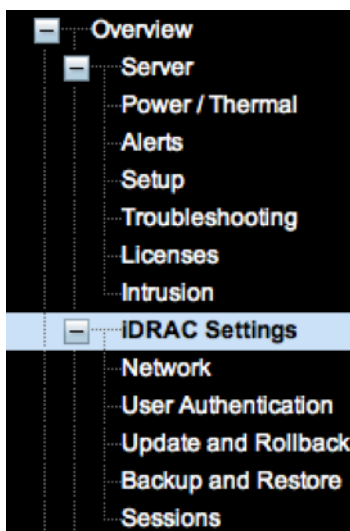 Overview
Server
Power / Thermal
Alerts
Setup
Troubleshooting
Licenses
Intrusion
iDRAC Settings
Network
User Authentication
Update and Rollback
Backup and Restore
Sessions